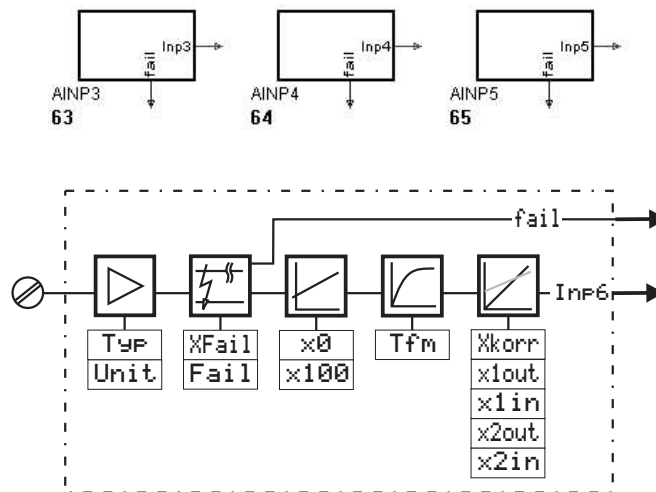 Inp3
fail
AINP3
63
Inp4
fail
AINP4
64
Inp5
fail
AINP5
65
fail
Inp6
Typ
Unit
XFail
Fail
x0
x100
Tfm
Xkorr
x1out
x1in
x2out
x2in